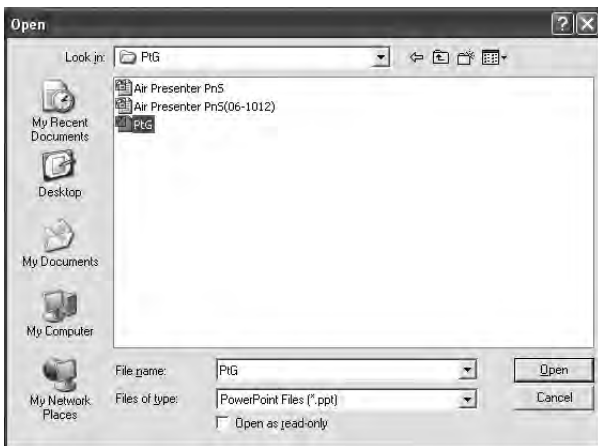 Open
Look in: PtG
Air Presenter PnS
Air Presenter PnS(06-1012)
PtG
My Recent
Documents
Desktop
My Documents
My Computer
My Network
Places
File name: PtG Open
Files of type: PowerPoint Files (*.ppt) Cancel
Open as read-only